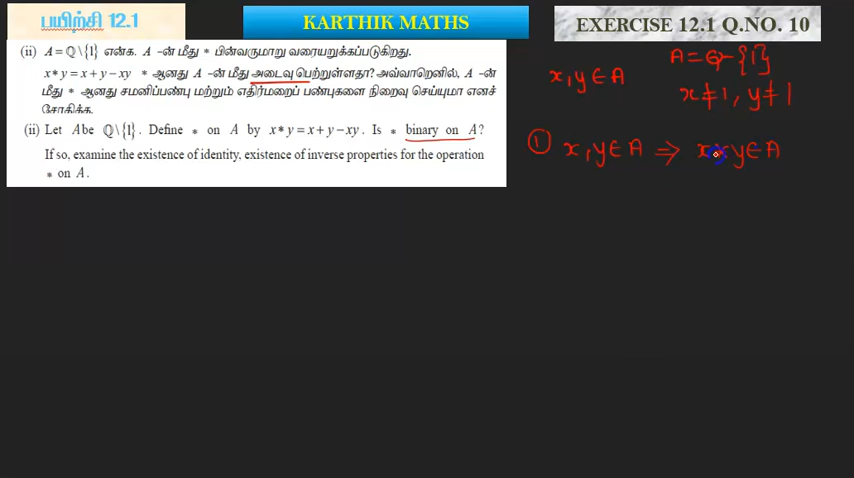 பயிற்சி 12.1
KARTHIK MATHS
EXERCISE 12.1 Q.NO. 10
(ii) A = ℚ \ {1} என்க. A -ன் மீது * பின்வருமாறு வரையறுக்கப்படுகிறது.
x * y = x + y − xy * ஆனது A -ன் மீது அடைவு பெற்றுள்ளதா? அவ்வாறெனில், A -ன்
மீது * ஆனது சமனிப்பண்பு மற்றும் எதிர்மறைப் பண்புகளை நிறைவு செய்யுமா எனச்
சோதிக்க.
(ii) Let A be ℚ \ {1}. Define * on A by x * y = x + y − xy. Is * binary on A?
If so, examine the existence of identity, existence of inverse properties for the operation
* on A.
A = Q - {1}
x, y ∈ A
x ≠ 1, y ≠ 1
① x, y ∈ A ⇒ x * y ∈ A